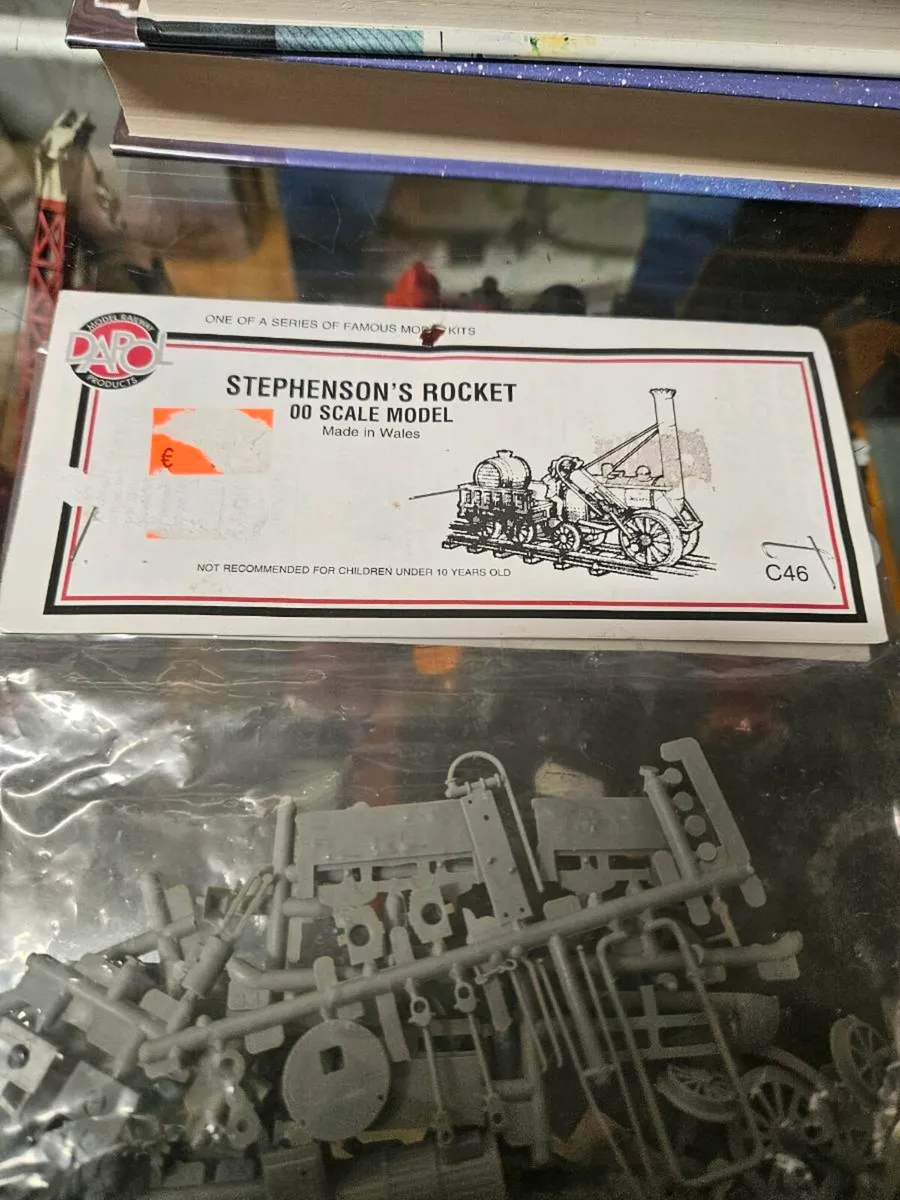 ONE OF A SERIES OF FAMOUS MODEL KITS
MODEL RAILWAY
DAPOL
PRODUCTS
STEPHENSON'S ROCKET
00 SCALE MODEL
Made in Wales
€
NOT RECOMMENDED FOR CHILDREN UNDER 10 YEARS OLD
C46